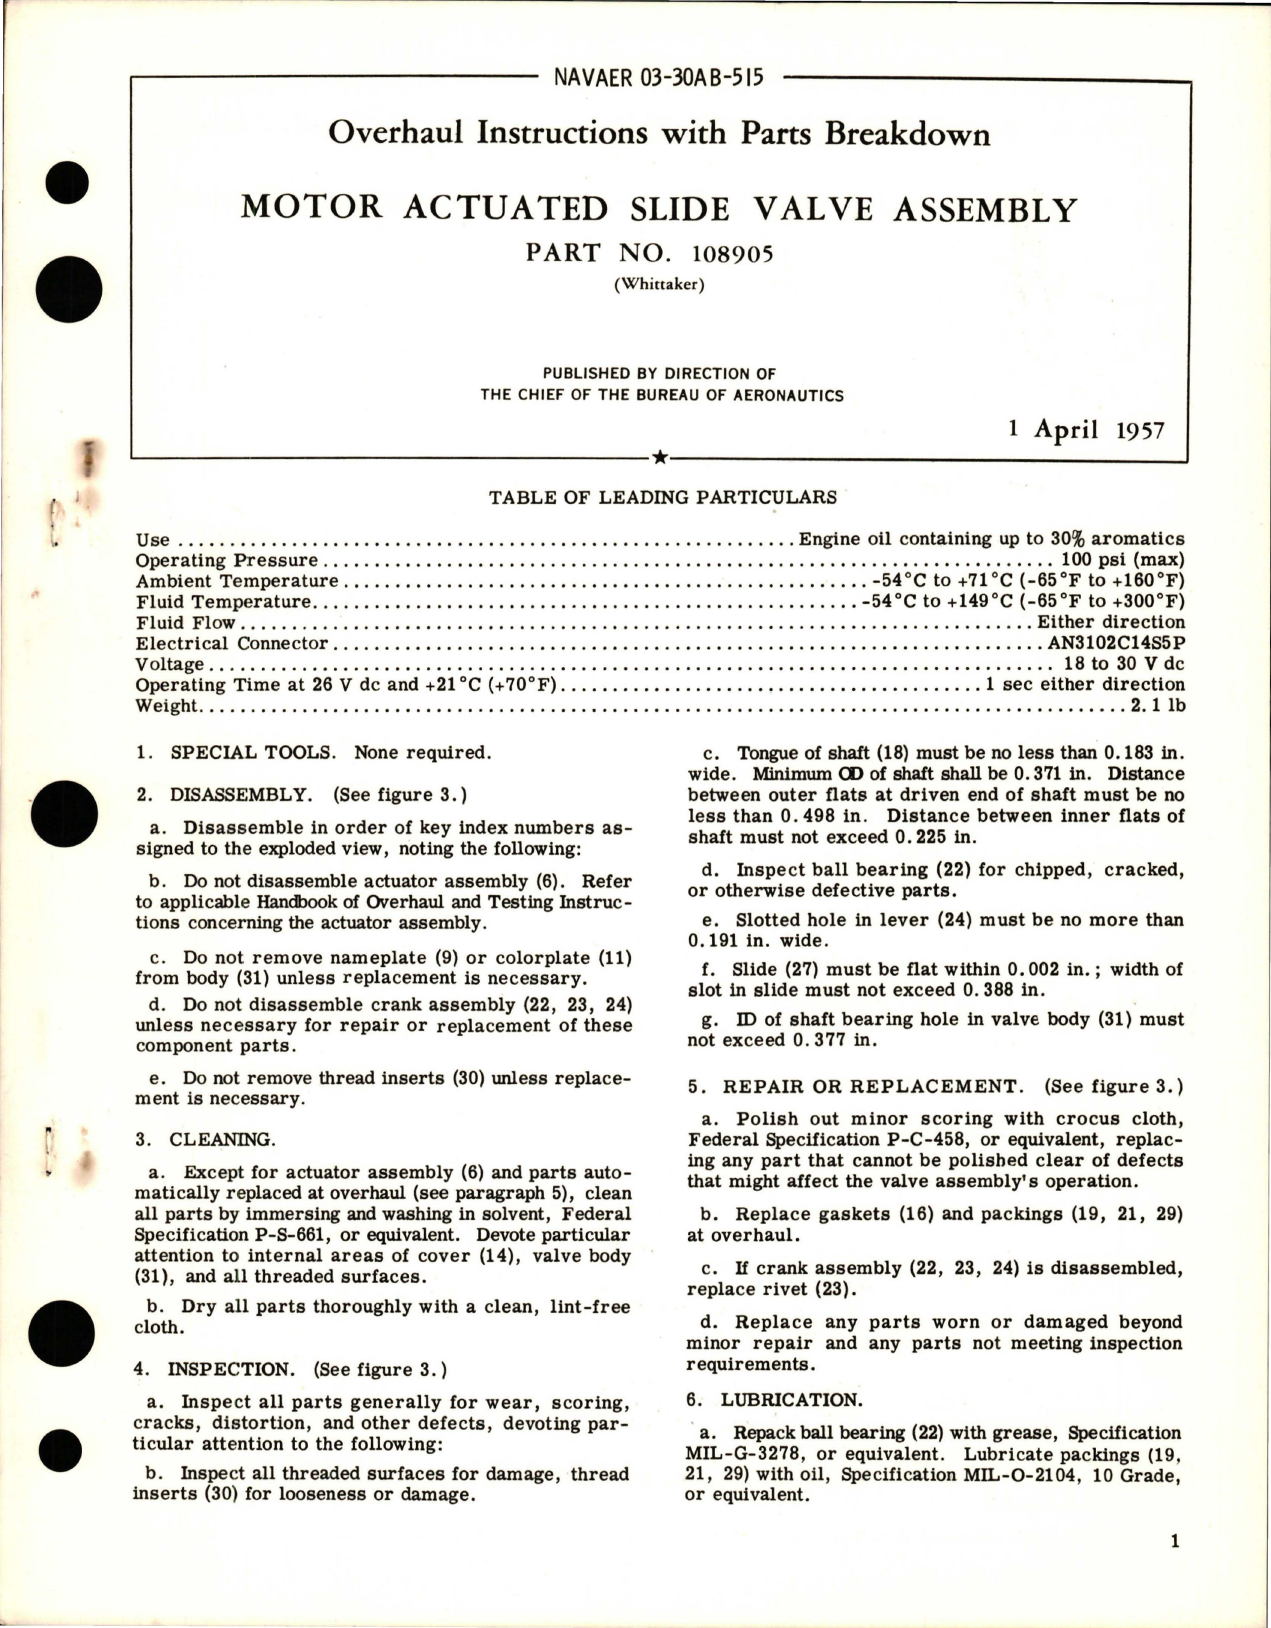 NAVAER 03-30AB-515
Overhaul Instructions with Parts Breakdown
MOTOR ACTUATED SLIDE VALVE ASSEMBLY
PART NO. 108905
(Whittaker)
PUBLISHED BY DIRECTION OF
THE CHIEF OF THE BUREAU OF AERONAUTICS
1 April 1957
TABLE OF LEADING PARTICULARS
Use ........ Engine oil containing up to 30% aromatics
Operating Pressure ........ 100 psi (max)
Ambient Temperature ........ -54°C to +71°C (-65°F to +160°F)
Fluid Temperature ........ -54°C to +149°C (-65°F to +300°F)
Fluid Flow ........ Either direction
Electrical Connector ........ AN3102C14S5P
Voltage ........ 18 to 30 V dc
Operating Time at 26 V dc and +21°C (+70°F) ........ 1 sec either direction
Weight ........ 2.1 lb
1. SPECIAL TOOLS. None required.
2. DISASSEMBLY. (See figure 3.)
a. Disassemble in order of key index numbers as-
signed to the exploded view, noting the following:
b. Do not disassemble actuator assembly (6). Refer
to applicable Handbook of Overhaul and Testing Instruc-
tions concerning the actuator assembly.
c. Do not remove nameplate (9) or colorplate (11)
from body (31) unless replacement is necessary.
d. Do not disassemble crank assembly (22, 23, 24)
unless necessary for repair or replacement of these
component parts.
e. Do not remove thread inserts (30) unless replace-
ment is necessary.
3. CLEANING.
a. Except for actuator assembly (6) and parts auto-
matically replaced at overhaul (see paragraph 5), clean
all parts by immersing and washing in solvent, Federal
Specification P-S-661, or equivalent. Devote particular
attention to internal areas of cover (14), valve body
(31), and all threaded surfaces.
b. Dry all parts thoroughly with a clean, lint-free
cloth.
4. INSPECTION. (See figure 3.)
a. Inspect all parts generally for wear, scoring,
cracks, distortion, and other defects, devoting par-
ticular attention to the following:
b. Inspect all threaded surfaces for damage, thread
inserts (30) for looseness or damage.
c. Tongue of shaft (18) must be no less than 0.183 in.
wide. Minimum OD of shaft shall be 0.371 in. Distance
between outer flats at driven end of shaft must be no
less than 0.498 in. Distance between inner flats of
shaft must not exceed 0.225 in.
d. Inspect ball bearing (22) for chipped, cracked,
or otherwise defective parts.
e. Slotted hole in lever (24) must be no more than
0.191 in. wide.
f. Slide (27) must be flat within 0.002 in.; width of
slot in slide must not exceed 0.388 in.
g. ID of shaft bearing hole in valve body (31) must
not exceed 0.377 in.
5. REPAIR OR REPLACEMENT. (See figure 3.)
a. Polish out minor scoring with crocus cloth,
Federal Specification P-C-458, or equivalent, replac-
ing any part that cannot be polished clear of defects
that might affect the valve assembly's operation.
b. Replace gaskets (16) and packings (19, 21, 29)
at overhaul.
c. If crank assembly (22, 23, 24) is disassembled,
replace rivet (23).
d. Replace any parts worn or damaged beyond
minor repair and any parts not meeting inspection
requirements.
6. LUBRICATION.
a. Repack ball bearing (22) with grease, Specification
MIL-G-3278, or equivalent. Lubricate packings (19,
21, 29) with oil, Specification MIL-O-2104, 10 Grade,
or equivalent.
1